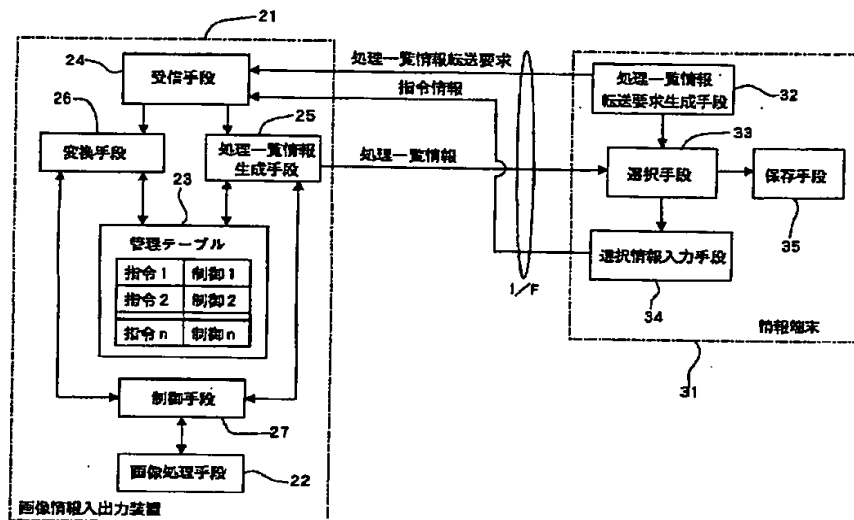 21
24
受信手段
処理一覧情報転送要求
指令情報
処理一覧情報
転送要求生成手段
32
26
変換手段
25
処理一覧情報
生成手段
処理一覧情報
33
選択手段
保存手段
35
23
管理テーブル
指令1 制御1
指令2 制御2
指令n 制御n
選択情報入力手段
34
I/F
情報端末
31
制御手段
27
画像処理手段
22
画像情報入出力装置